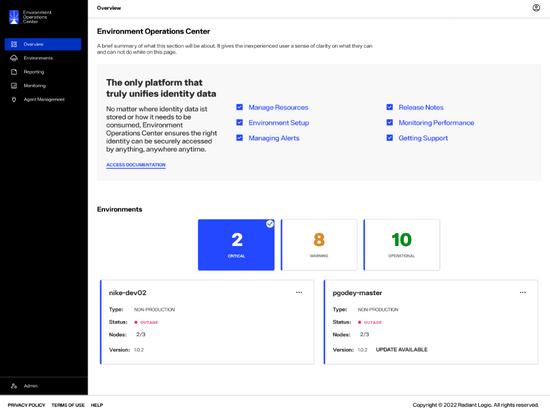 Environment
Operations
Center
Overview
Environments
Reporting
Monitoring
Agent Management
Admin
Overview
Environment Operations Center
A brief summary of what this section will be about. It gives the inexperienced user a sense of clarity on what they can
and can not do while on this page.
The only platform that
truly unifies identity data
No matter where identity data ist
stored or how it needs to be
consumed, Environment
Operations Center ensures the right
identity can be securely accessed
by anything, anywhere anytime.
ACCESS DOCUMENTATION
Manage Resources
Environment Setup
Managing Alerts
Release Notes
Monitoring Performance
Getting Support
Environments
2
CRITICAL
8
WARNING
10
OPERATIONAL
nike-dev02
Type: NON-PRODUCTION
Status: OUTAGE
Nodes: 2/3
Version: 1.0.2
pgodey-master
Type: NON-PRODUCTION
Status: OUTAGE
Nodes: 2/3
Version: 1.0.2 UPDATE AVAILABLE
PRIVACY POLICY TERMS OF USE HELP
Copyright © 2022 Radiant Logic. All rights reserved.